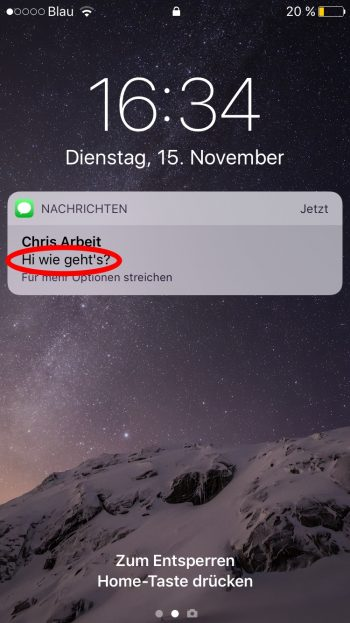 Blau 20 %
16:34
Dienstag, 15. November
NACHRICHTEN Jetzt
Chris Arbeit
Hi wie geht's?
Für mehr Optionen streichen
Zum Entsperren
Home-Taste drücken